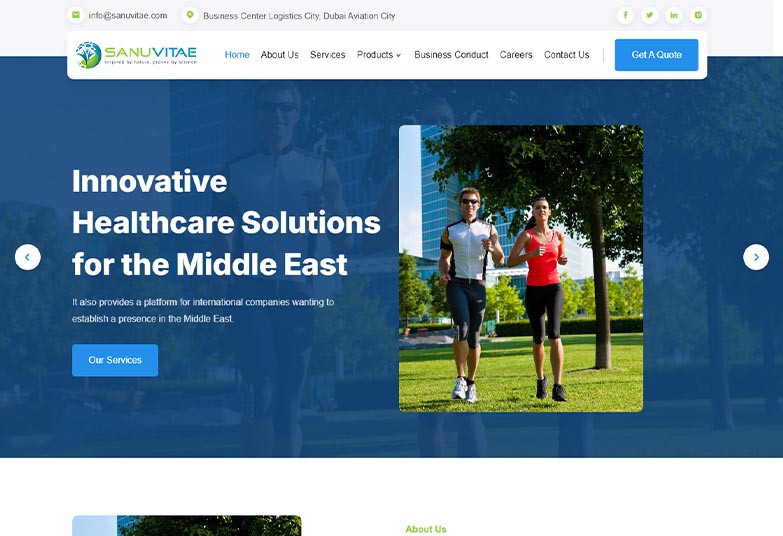 info@sanuvitae.com
Business Center Logistics City, Dubai Aviation City
SANUVITAE
Inspired by nature, proven by science
Home
About Us
Services
Products
Business Conduct
Careers
Contact Us
Get A Quote
Innovative
Healthcare Solutions
for the Middle East
It also provides a platform for international companies wanting to
establish a presence in the Middle East.
Our Services
About Us